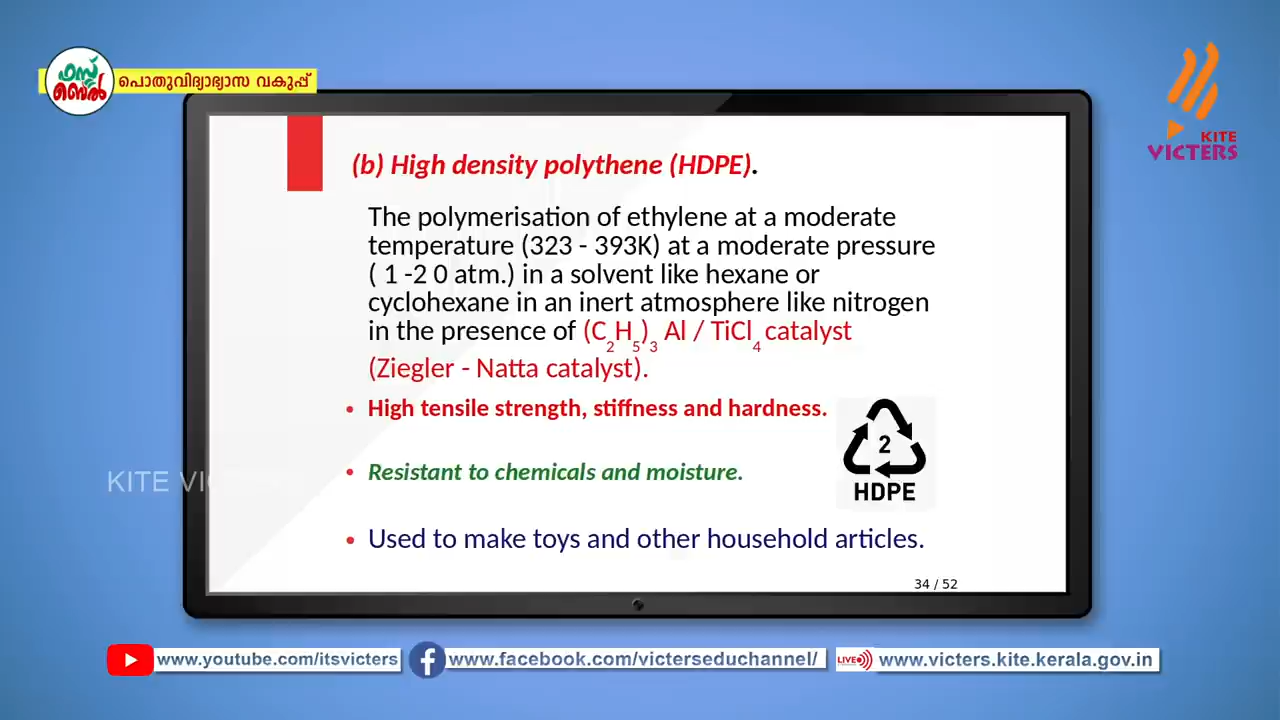 ഫസ്റ്റ്
ബെൽ
പൊതുവിദ്യാഭ്യാസ വകുപ്പ്
KITE
VICTERS
(b) High density polythene (HDPE).
The polymerisation of ethylene at a moderate
temperature (323 - 393K) at a moderate pressure
( 1 -2 0 atm.) in a solvent like hexane or
cyclohexane in an inert atmosphere like nitrogen
in the presence of (C₂H₅)₃ Al / TiCl₄ catalyst
(Ziegler - Natta catalyst).
• High tensile strength, stiffness and hardness.
2
HDPE
• Resistant to chemicals and moisture.
KITE VIC
• Used to make toys and other household articles.
34 / 52
www.youtube.com/itsvicters
www.facebook.com/victerseduchannel/
LIVE
www.victers.kite.kerala.gov.in